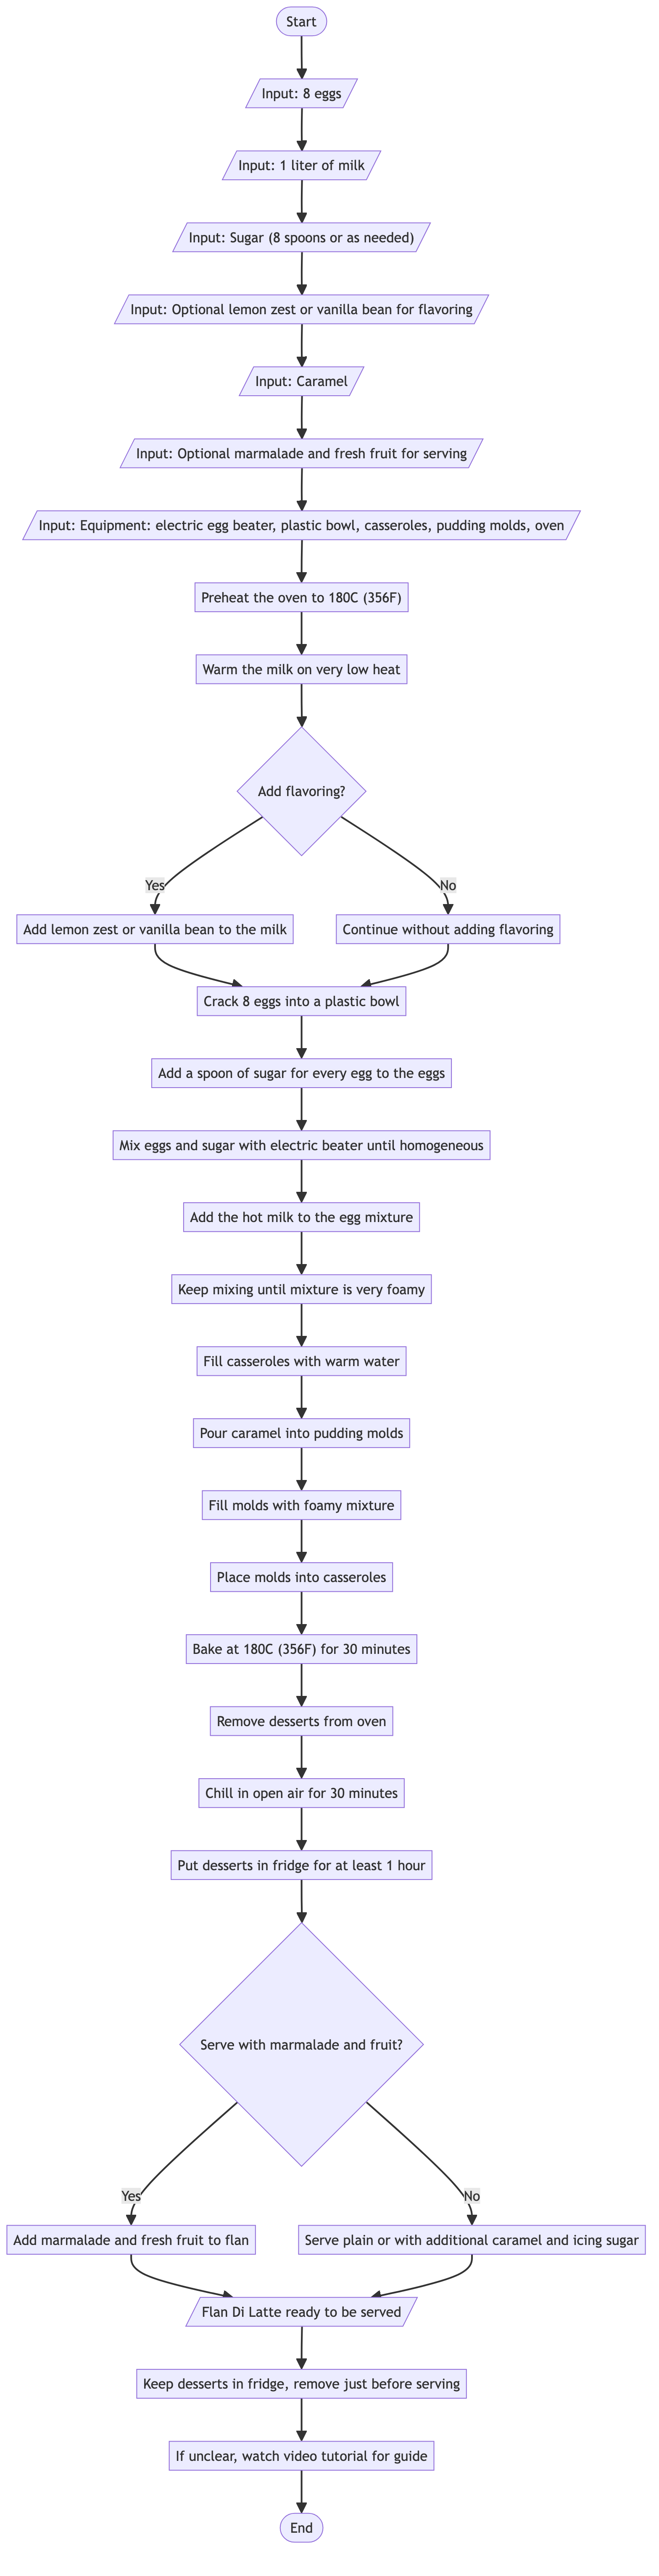 Start
Input: 8 eggs
Input: 1 liter of milk
Input: Sugar (8 spoons or as needed)
Input: Optional lemon zest or vanilla bean for flavoring
Input: Caramel
Input: Optional marmalade and fresh fruit for serving
Input: Equipment: electric egg beater, plastic bowl, casseroles, pudding molds, oven
Preheat the oven to 180C (356F)
Warm the milk on very low heat
Add flavoring?
Yes
No
Add lemon zest or vanilla bean to the milk
Continue without adding flavoring
Crack 8 eggs into a plastic bowl
Add a spoon of sugar for every egg to the eggs
Mix eggs and sugar with electric beater until homogeneous
Add the hot milk to the egg mixture
Keep mixing until mixture is very foamy
Fill casseroles with warm water
Pour caramel into pudding molds
Fill molds with foamy mixture
Place molds into casseroles
Bake at 180C (356F) for 30 minutes
Remove desserts from oven
Chill in open air for 30 minutes
Put desserts in fridge for at least 1 hour
Serve with marmalade and fruit?
Yes
No
Add marmalade and fresh fruit to flan
Serve plain or with additional caramel and icing sugar
Flan Di Latte ready to be served
Keep desserts in fridge, remove just before serving
If unclear, watch video tutorial for guide
End